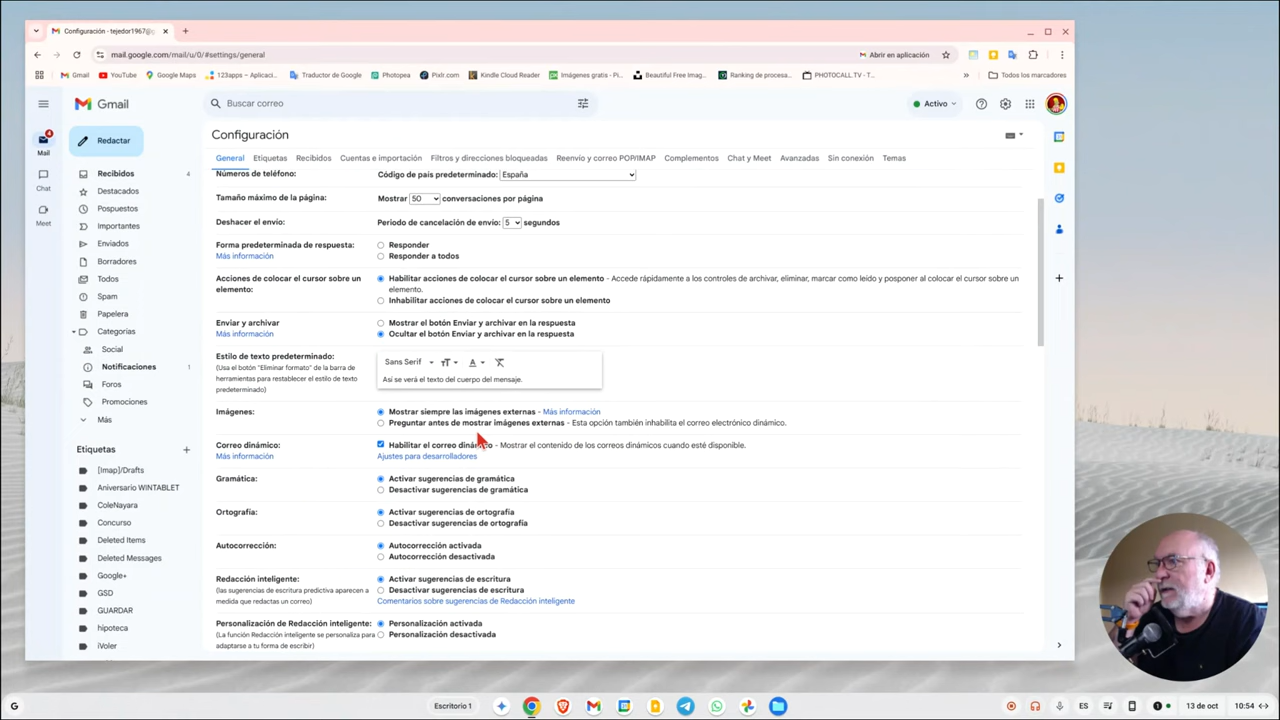 Configuración - tejedor1967@g
mail.google.com/mail/u/0/#settings/general
Abrir en aplicación
Gmail
YouTube
Google Maps
123apps – Aplicaci...
Traductor de Google
Photopea
Pixlr.com
Kindle Cloud Reader
Imágenes gratis - Pi...
Beautiful Free Imag...
Ranking de procesa...
PHOTOCALL.TV - T...
»
Todos los marcadores
Gmail
Buscar correo
Activo
Configuración
4
Mail
Chat
Meet
Redactar
General
Etiquetas
Recibidos
Cuentas e importación
Filtros y direcciones bloqueadas
Reenvío y correo POP/IMAP
Complementos
Chat y Meet
Avanzadas
Sin conexión
Temas
Recibidos 4
Destacados
Pospuestos
Importantes
Enviados
Borradores
Todos
Spam
Papelera
Categorías
Social
Notificaciones 1
Foros
Promociones
Más
Etiquetas
[Imap]/Drafts
Aniversario WINTABLET
ColeNayara
Concurso
Deleted Items
Deleted Messages
Google+
GSD
GUARDAR
hipoteca
iVoler
Números de teléfono:
Código de país predeterminado: España
Tamaño máximo de la página:
Mostrar 50 conversaciones por página
Deshacer el envío:
Periodo de cancelación de envío: 5 segundos
Forma predeterminada de respuesta:
Más información
Responder
Responder a todos
Acciones de colocar el cursor sobre un
elemento:
Habilitar acciones de colocar el cursor sobre un elemento - Accede rápidamente a los controles de archivar, eliminar, marcar como leído y posponer al colocar el cursor sobre un
elemento.
Inhabilitar acciones de colocar el cursor sobre un elemento
Enviar y archivar
Más información
Mostrar el botón Enviar y archivar en la respuesta
Ocultar el botón Enviar y archivar en la respuesta
Estilo de texto predeterminado:
(Usa el botón "Eliminar formato" de la barra de
herramientas para restablecer el estilo de texto
predeterminado)
Sans Serif
Así se verá el texto del cuerpo del mensaje.
Imágenes:
Mostrar siempre las imágenes externas - Más información
Preguntar antes de mostrar imágenes externas - Esta opción también inhabilita el correo electrónico dinámico.
Correo dinámico:
Más información
Habilitar el correo dinámico - Mostrar el contenido de los correos dinámicos cuando esté disponible.
Ajustes para desarrolladores
Gramática:
Activar sugerencias de gramática
Desactivar sugerencias de gramática
Ortografía:
Activar sugerencias de ortografía
Desactivar sugerencias de ortografía
Autocorrección:
Autocorrección activada
Autocorrección desactivada
Redacción inteligente:
(las sugerencias de escritura predictiva aparecen a
medida que redactas un correo)
Activar sugerencias de escritura
Desactivar sugerencias de escritura
Comentarios sobre sugerencias de Redacción inteligente
Personalización de Redacción inteligente:
(La función Redacción inteligente se personaliza para
adaptarse a tu forma de escribir)
Personalización activada
Personalización desactivada
G
Escritorio 1
ES
1
13 de oct
10:54